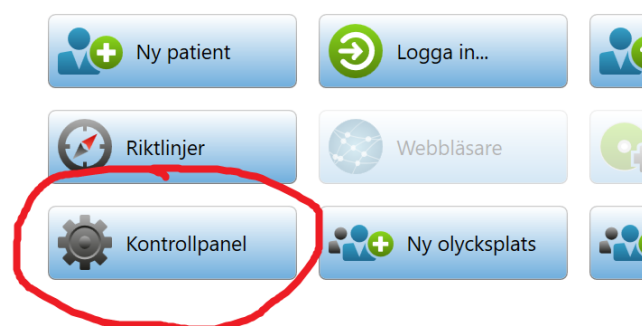 Ny patient
Logga in...
Riktlinjer
Webbläsare
Kontrollpanel
Ny olycksplats